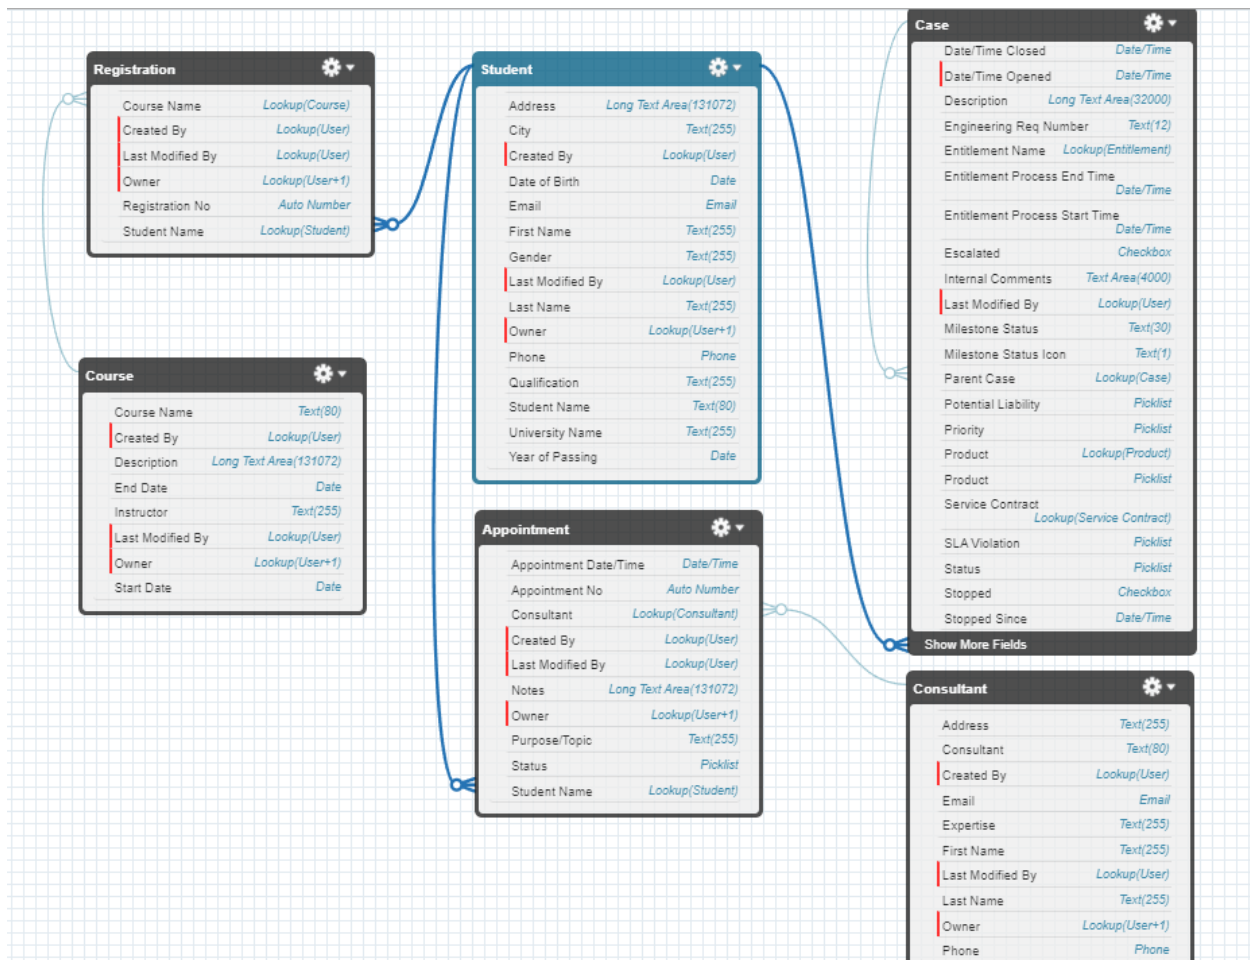 Registration
Course Name Lookup(Course)
Created By Lookup(User)
Last Modified By Lookup(User)
Owner Lookup(User+1)
Registration No Auto Number
Student Name Lookup(Student)
Course
Course Name Text(80)
Created By Lookup(User)
Description Long Text Area(131072)
End Date Date
Instructor Text(255)
Last Modified By Lookup(User)
Owner Lookup(User+1)
Start Date Date
Student
Address Long Text Area(131072)
City Text(255)
Created By Lookup(User)
Date of Birth Date
Email Email
First Name Text(255)
Gender Text(255)
Last Modified By Lookup(User)
Last Name Text(255)
Owner Lookup(User+1)
Phone Phone
Qualification Text(255)
Student Name Text(80)
University Name Text(255)
Year of Passing Date
Appointment
Appointment Date/Time Date/Time
Appointment No Auto Number
Consultant Lookup(Consultant)
Created By Lookup(User)
Last Modified By Lookup(User)
Notes Long Text Area(131072)
Owner Lookup(User+1)
Purpose/Topic Text(255)
Status Picklist
Student Name Lookup(Student)
Case
Date/Time Closed Date/Time
Date/Time Opened Date/Time
Description Long Text Area(32000)
Engineering Req Number Text(12)
Entitlement Name Lookup(Entitlement)
Entitlement Process End Time
Date/Time
Entitlement Process Start Time
Date/Time
Escalated Checkbox
Internal Comments Text Area(4000)
Last Modified By Lookup(User)
Milestone Status Text(30)
Milestone Status Icon Text(1)
Parent Case Lookup(Case)
Potential Liability Picklist
Priority Picklist
Product Lookup(Product)
Product Picklist
Service Contract
Lookup(Service Contract)
SLA Violation Picklist
Status Picklist
Stopped Checkbox
Stopped Since Date/Time
Show More Fields
Consultant
Address Text(255)
Consultant Text(80)
Created By Lookup(User)
Email Email
Expertise Text(255)
First Name Text(255)
Last Modified By Lookup(User)
Last Name Text(255)
Owner Lookup(User+1)
Phone Phone